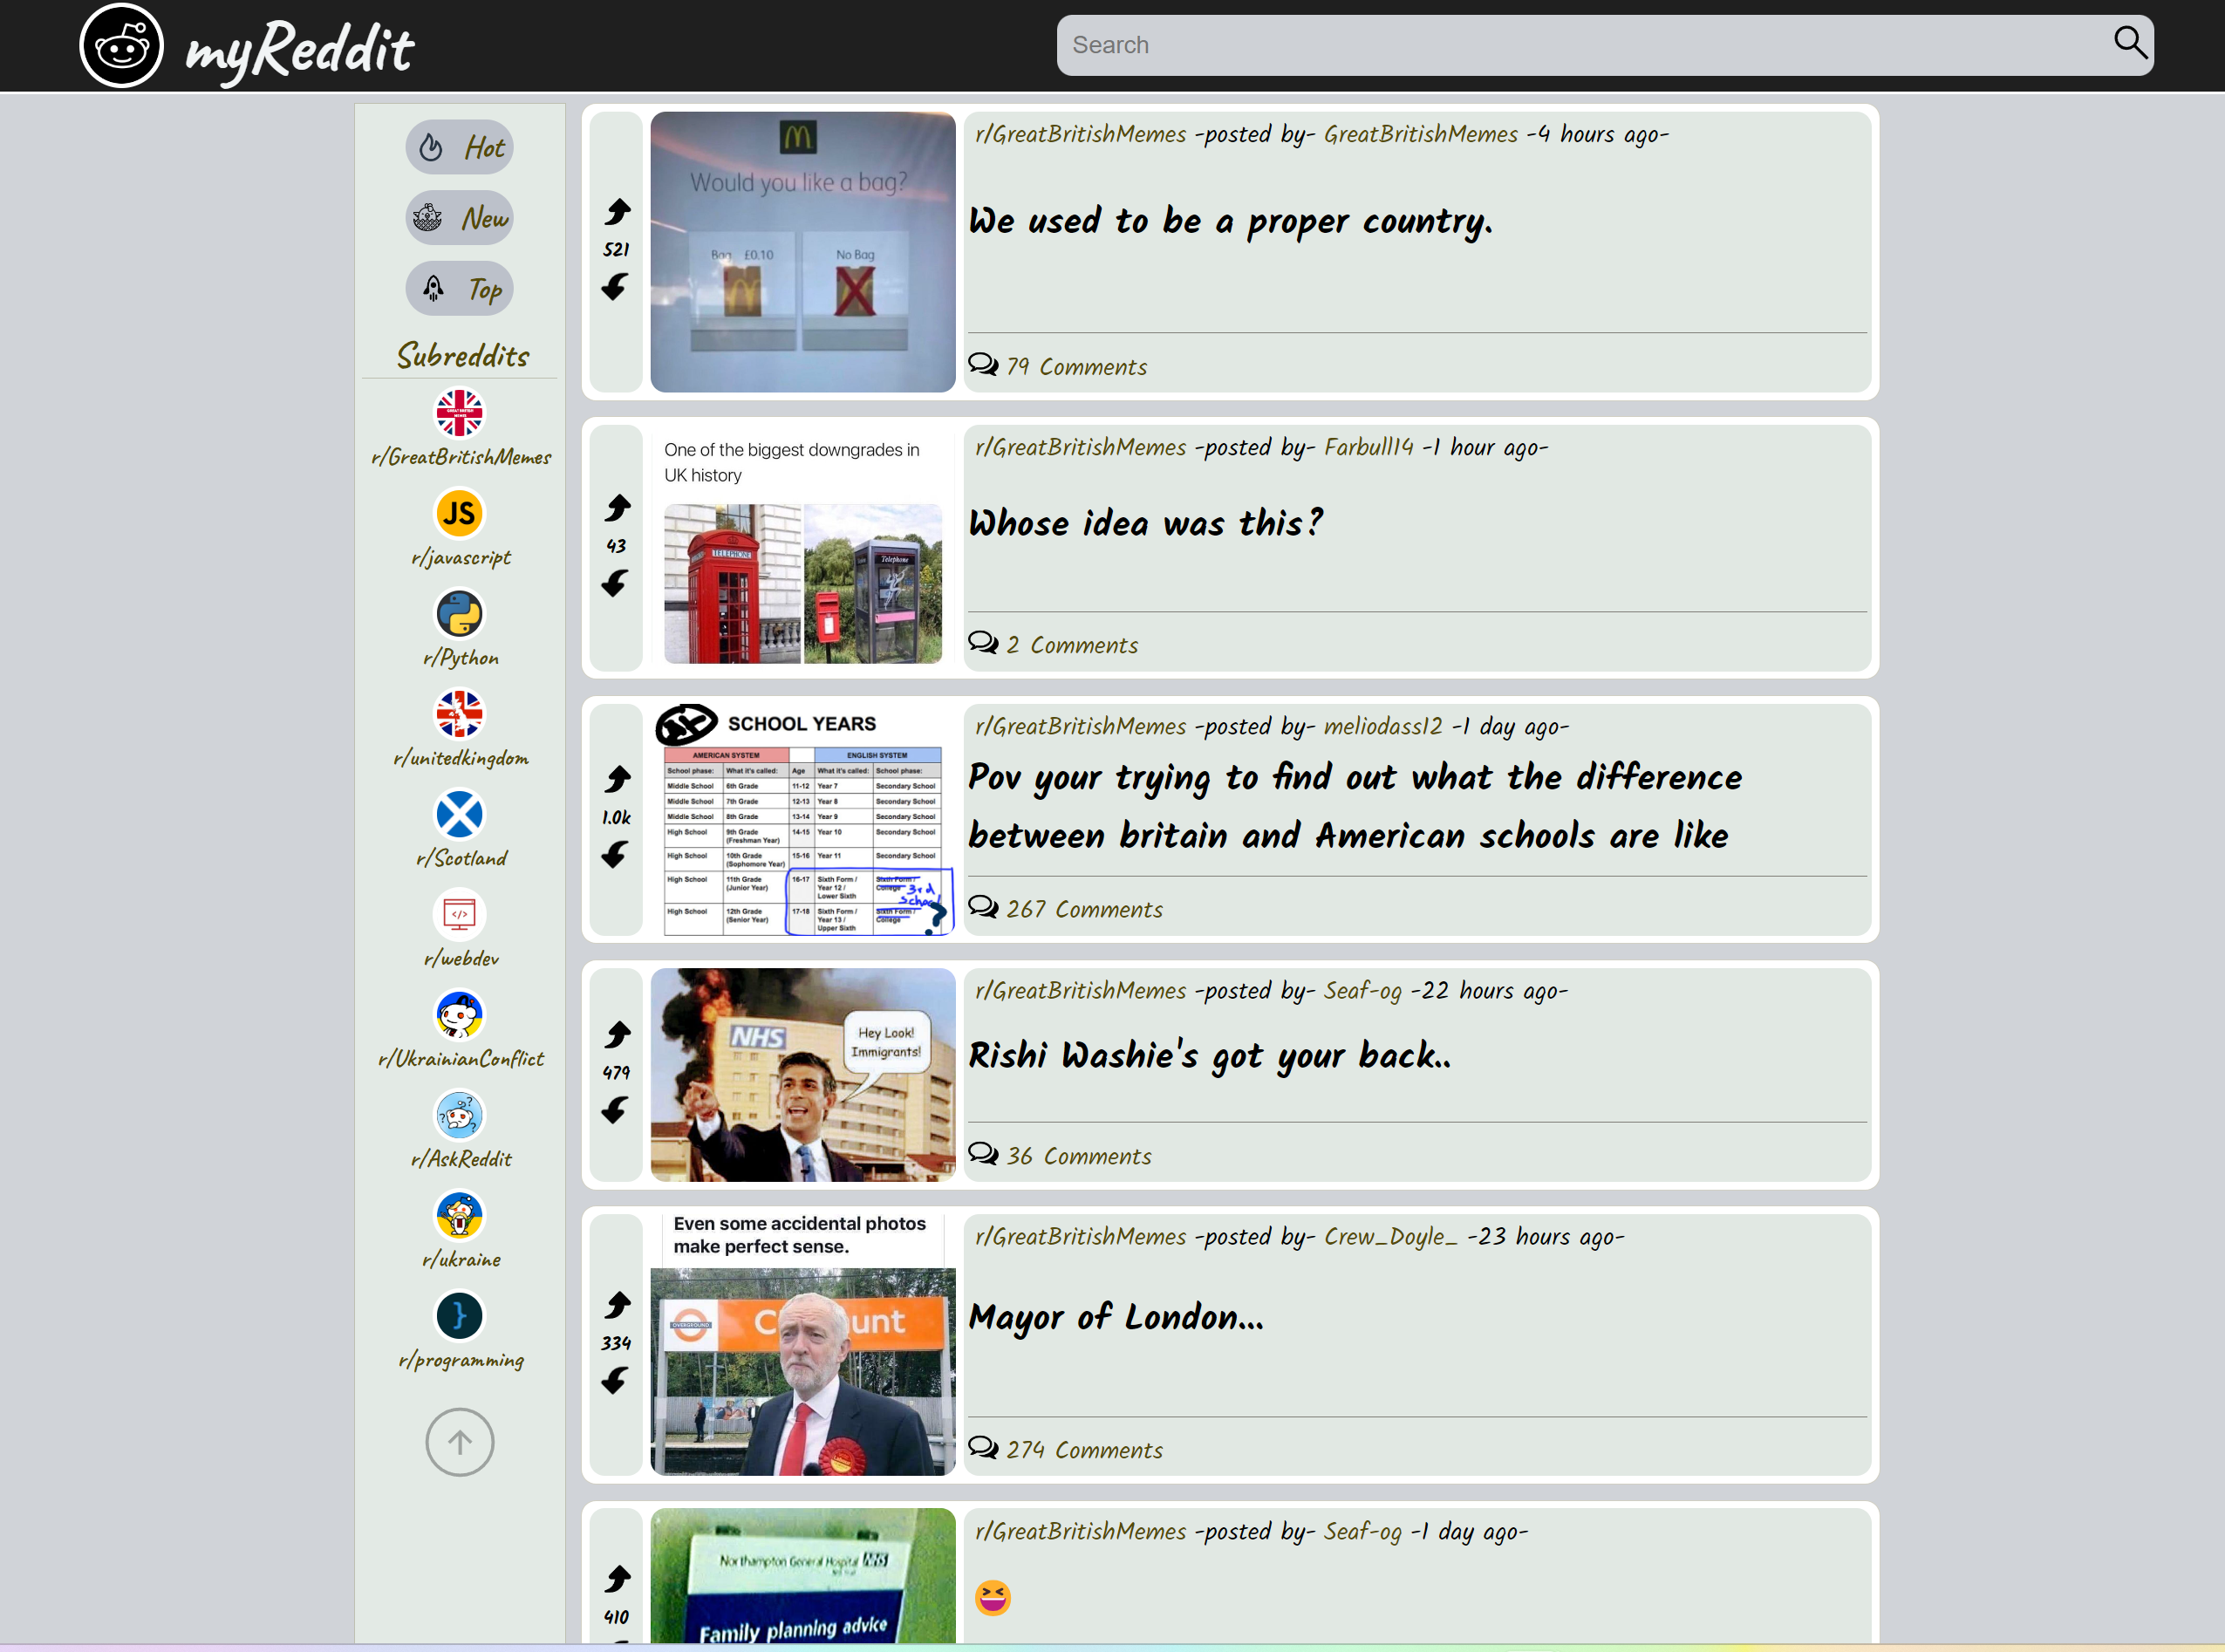 myReddit
Search
Hot
New
Top
Subreddits
r/GreatBritishMemes
JS
r/javascript
r/Python
r/unitedkingdom
r/Scotland
</>
r/webdev
r/UkrainianConflict
r/AskReddit
r/ukraine
}
r/programming
521
Would you like a bag?
Bag £0.10 No Bag
r/GreatBritishMemes -posted by- GreatBritishMemes -4 hours ago-
We used to be a proper country.
79 Comments
43
One of the biggest downgrades in
UK history
TELEPHONE
Telephone
r/GreatBritishMemes -posted by- Farbull14 -1 hour ago-
Whose idea was this?
2 Comments
1.0k
SCHOOL YEARS
AMERICAN SYSTEM ENGLISH SYSTEM
School phase: What it's called: Age What it's called: School phase:
Middle School 6th Grade 11-12 Year 7 Secondary School
Middle School 7th Grade 12-13 Year 8 Secondary School
Middle School 8th Grade 13-14 Year 9 Secondary School
High School 9th Grade 14-15 Year 10 Secondary School
(Freshman Year)
High School 10th Grade 15-16 Year 11 Secondary School
(Sophomore Year)
High School 11th Grade 16-17 Sixth Form / Sixth Form /
(Junior Year) Year 12 / College 3rd
Lower Sixth School
High School 12th Grade 17-18 Sixth Form / Sixth Form /
(Senior Year) Year 13 / College ?
Upper Sixth
r/GreatBritishMemes -posted by- meliodass12 -1 day ago-
Pov your trying to find out what the difference
between britain and American schools are like
267 Comments
479
NHS
Hey Look!
Immigrants!
r/GreatBritishMemes -posted by- Seaf-og -22 hours ago-
Rishi Washie's got your back..
36 Comments
334
Even some accidental photos
make perfect sense.
OVERGROUND
C unt
r/GreatBritishMemes -posted by- Crew_Doyle_ -23 hours ago-
Mayor of London...
274 Comments
410
Northampton General Hospital NHS
Family planning advice
r/GreatBritishMemes -posted by- Seaf-og -1 day ago-
😆